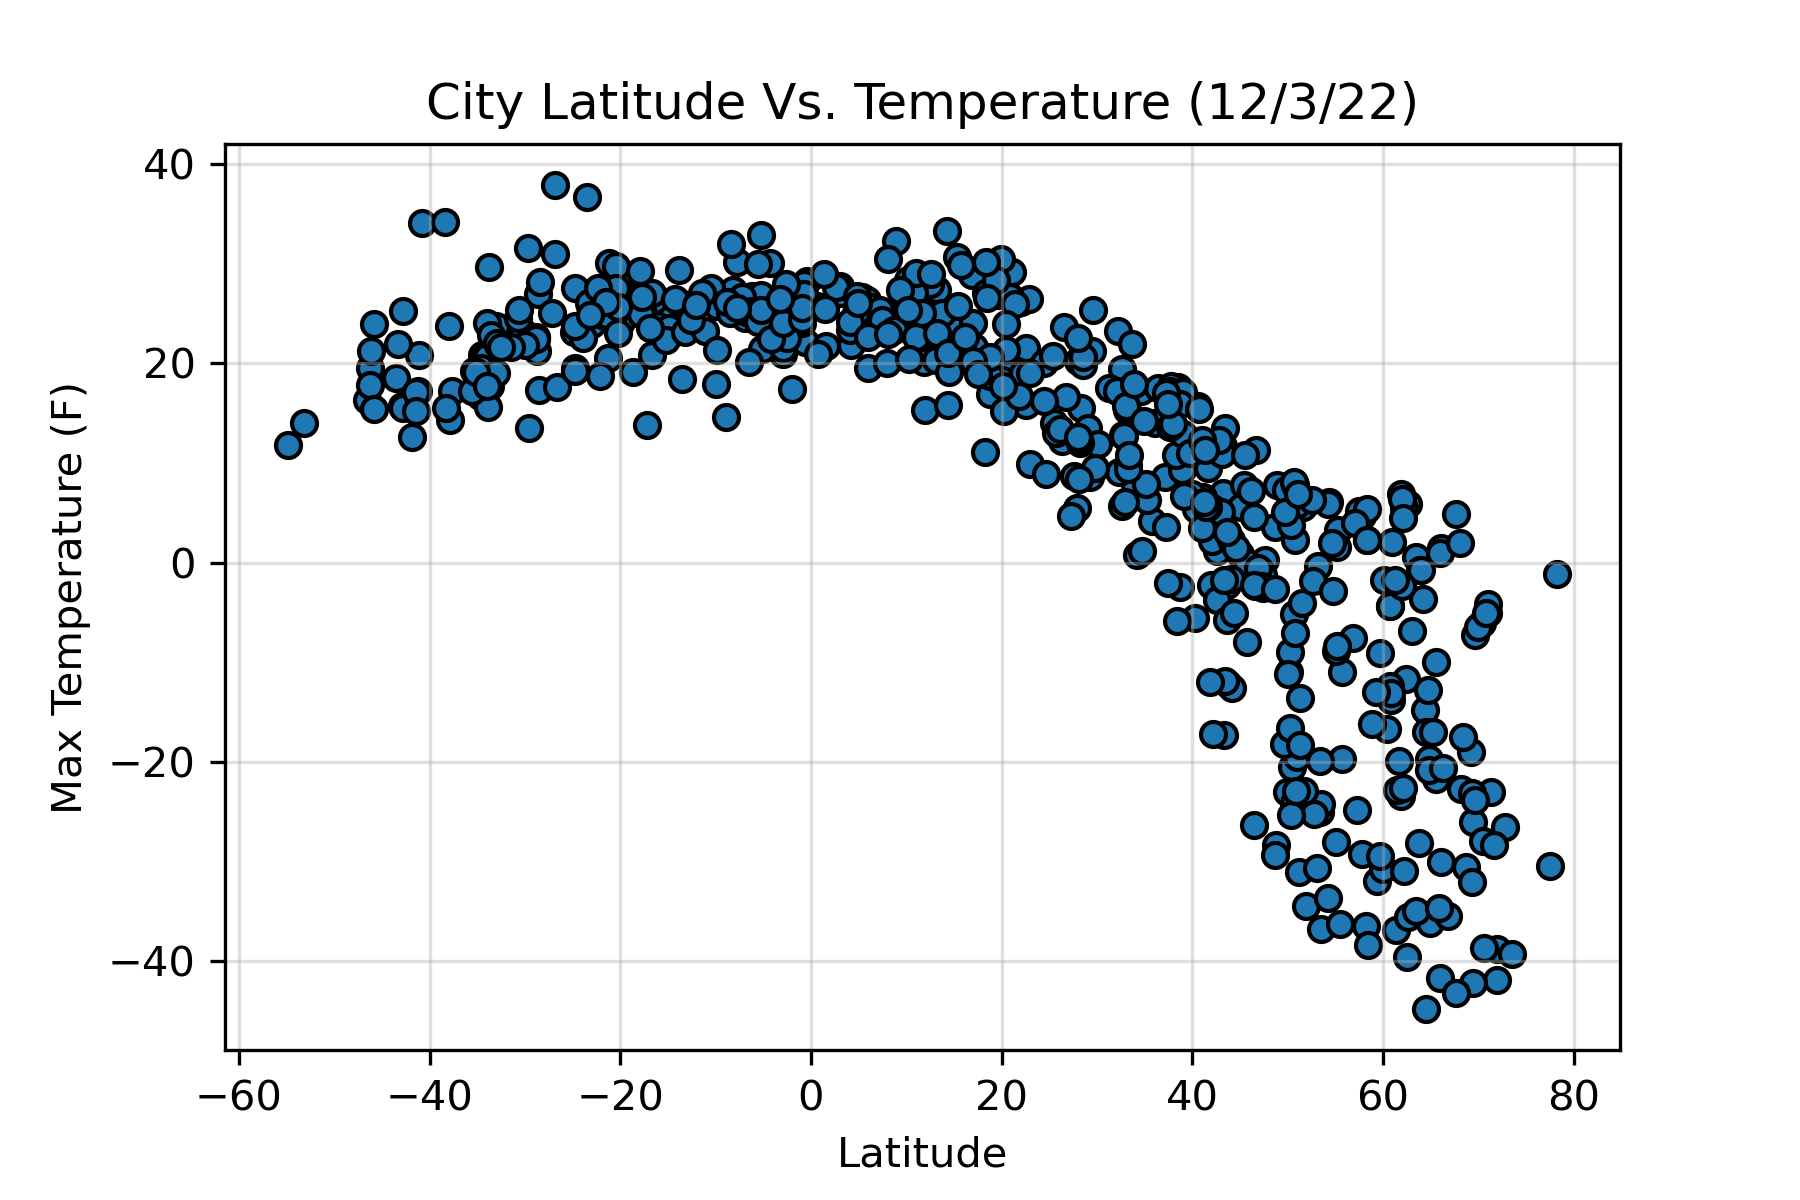 City Latitude Vs. Temperature (12/3/22)
Max Temperature (F)
40
20
0
−20
−40
−60 −40 −20 0 20 40 60 80
Latitude